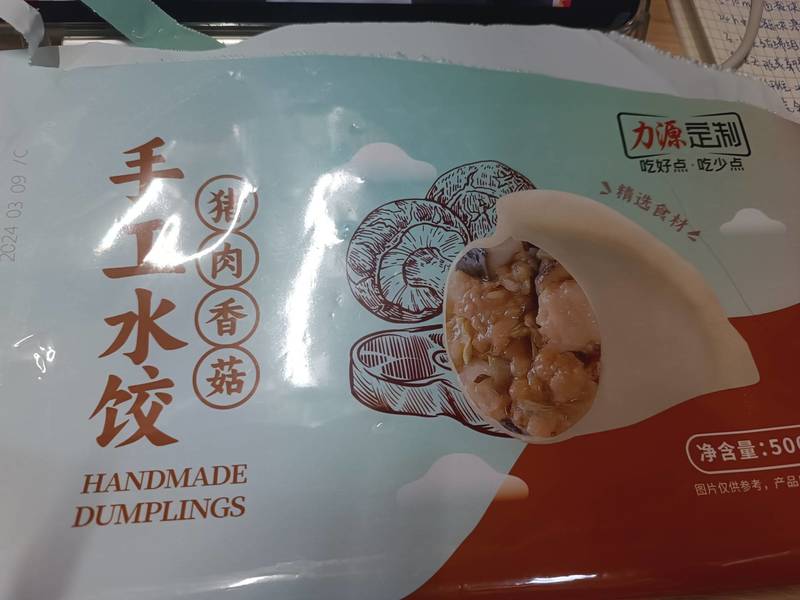 2024 03 09 /C
手工水饺
猪肉香菇
HANDMADE
DUMPLINGS
力源定制
吃好点·吃少点
精选食材
净含量:500
图片仅供参考,产品